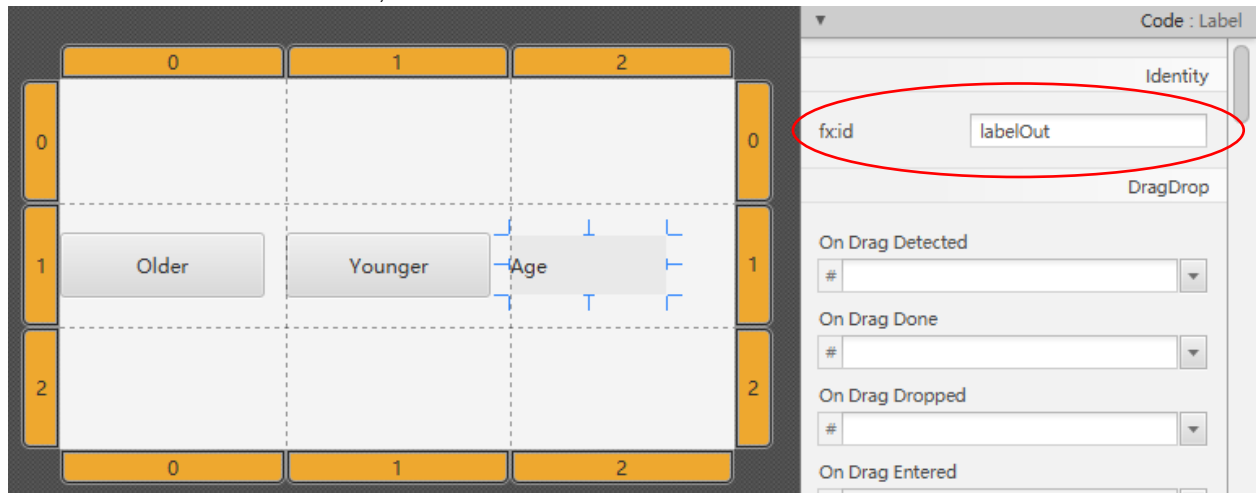 Code : Label
0 1 2
Identity
0 0
fx:id labelOut
DragDrop
On Drag Detected
1 Older Younger Age 1
#
On Drag Done
#
2 2
On Drag Dropped
#
0 1 2
On Drag Entered